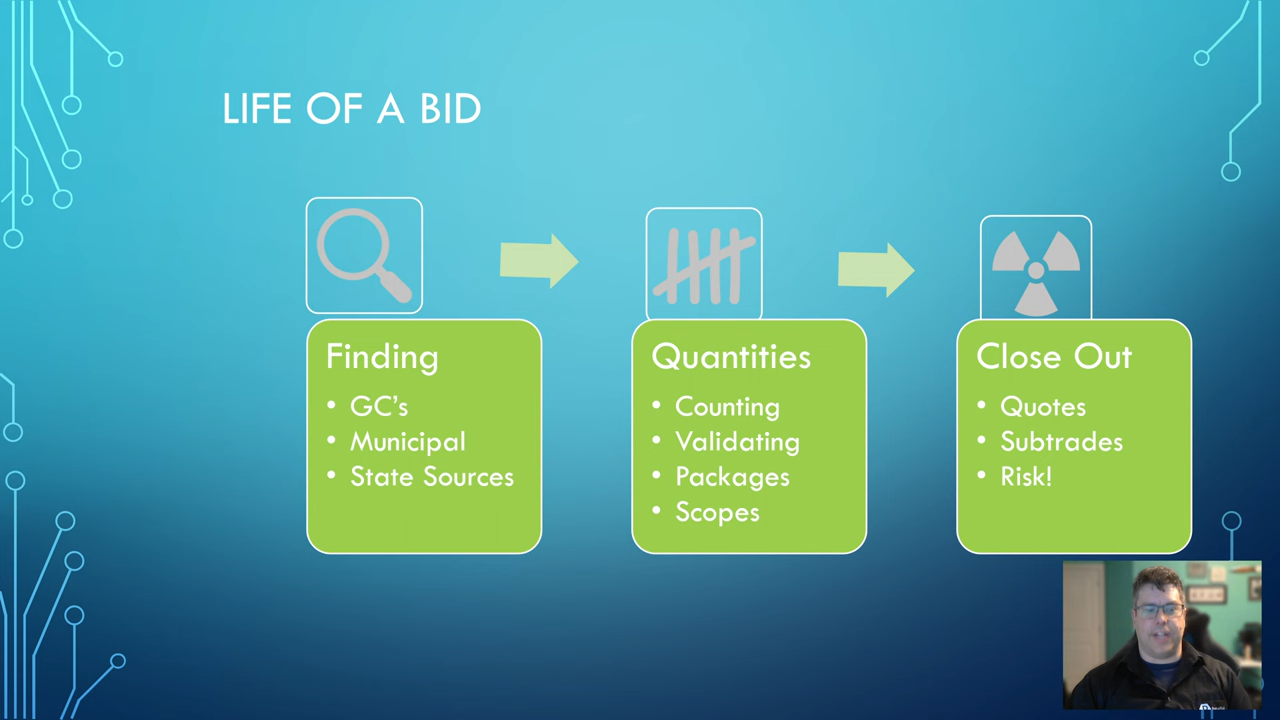 LIFE OF A BID
Finding
• GC's
• Municipal
• State Sources
Quantities
• Counting
• Validating
• Packages
• Scopes
Close Out
• Quotes
• Subtrades
• Risk!